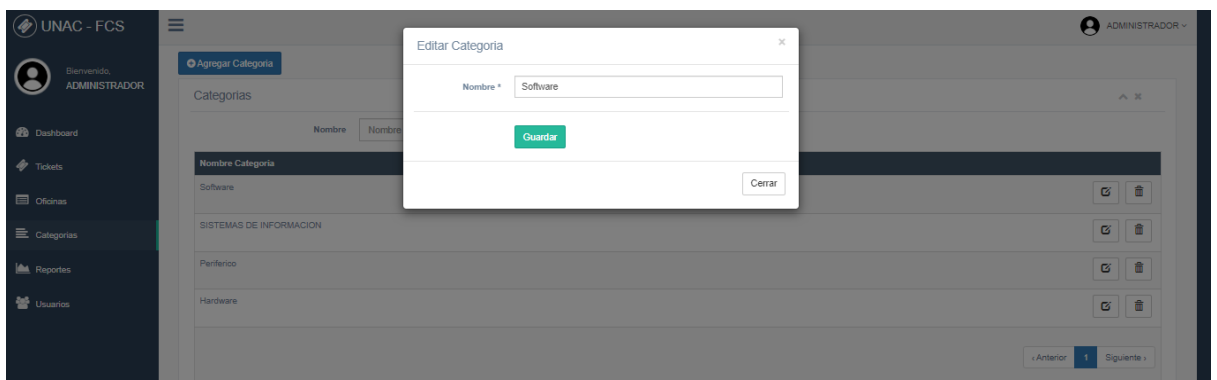 UNAC - FCS
ADMINISTRADOR
Bienvenido,
ADMINISTRADOR
Dashboard
Tickets
Oficinas
Categorias
Reportes
Usuarios
Agregar Categoria
Categorias
Nombre
Nombre
Nombre Categoria
Software
SISTEMAS DE INFORMACION
Periferico
Hardware
‹ Anterior 1 Siguiente ›
Editar Categoria ×
Nombre * Software
Guardar
Cerrar